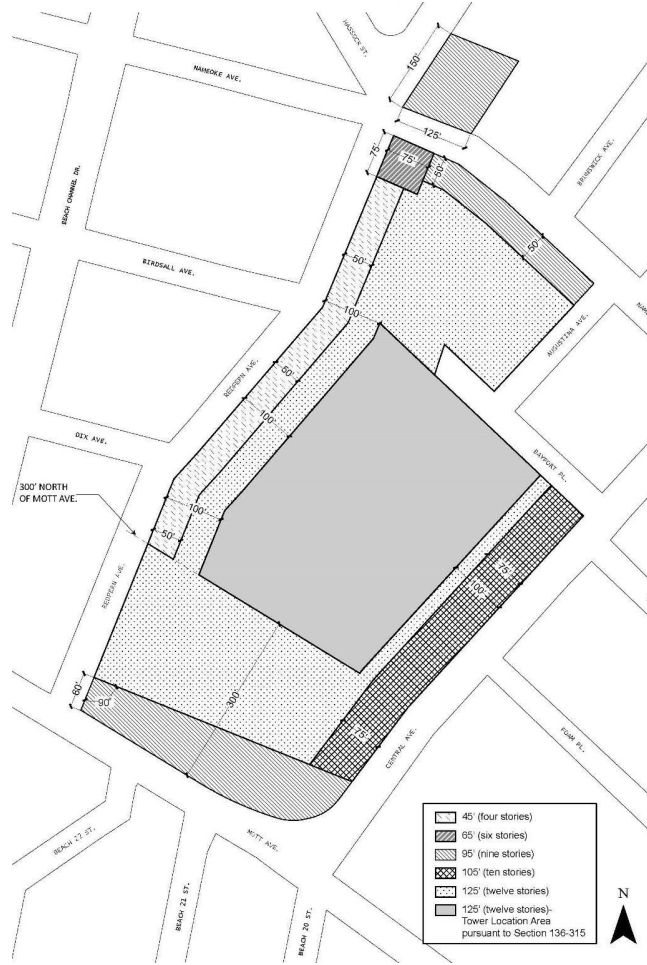 HASSOCK ST.
150'
NAMEOKE AVE.
125'
75'
75'
60'
BRUNSWICK AVE.
BEACH CHANNEL DR.
50'
50'
BIRDSALL AVE.
100'
AUGUSTINA AVE.
REDFERN AVE.
50'
100'
DIX AVE.
BAYPORT PL.
300' NORTH
OF MOTT AVE.
100'
50'
75'
100'
REDFERN AVE.
300'
60'
90'
75'
CENTRAL AVE.
FOAM PL.
BEACH 22 ST.
MOTT AVE.
BEACH 21 ST.
BEACH 20 ST.
45' (four stories)
65' (six stories)
95' (nine stories)
105' (ten stories)
125' (twelve stories)
125' (twelve stories)-
Tower Location Area
pursuant to Section 136-315
N